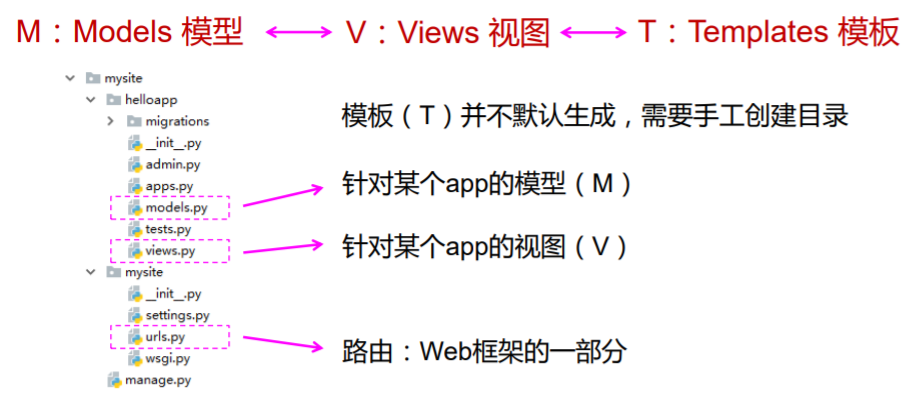 M：Models 模型
V：Views 视图
T：Templates 模板
mysite
helloapp
migrations
__init__.py
admin.py
apps.py
models.py
tests.py
views.py
mysite
__init__.py
settings.py
urls.py
wsgi.py
manage.py
模板（T）并不默认生成，需要手工创建目录
针对某个app的模型（M）
针对某个app的视图（V）
路由：Web框架的一部分